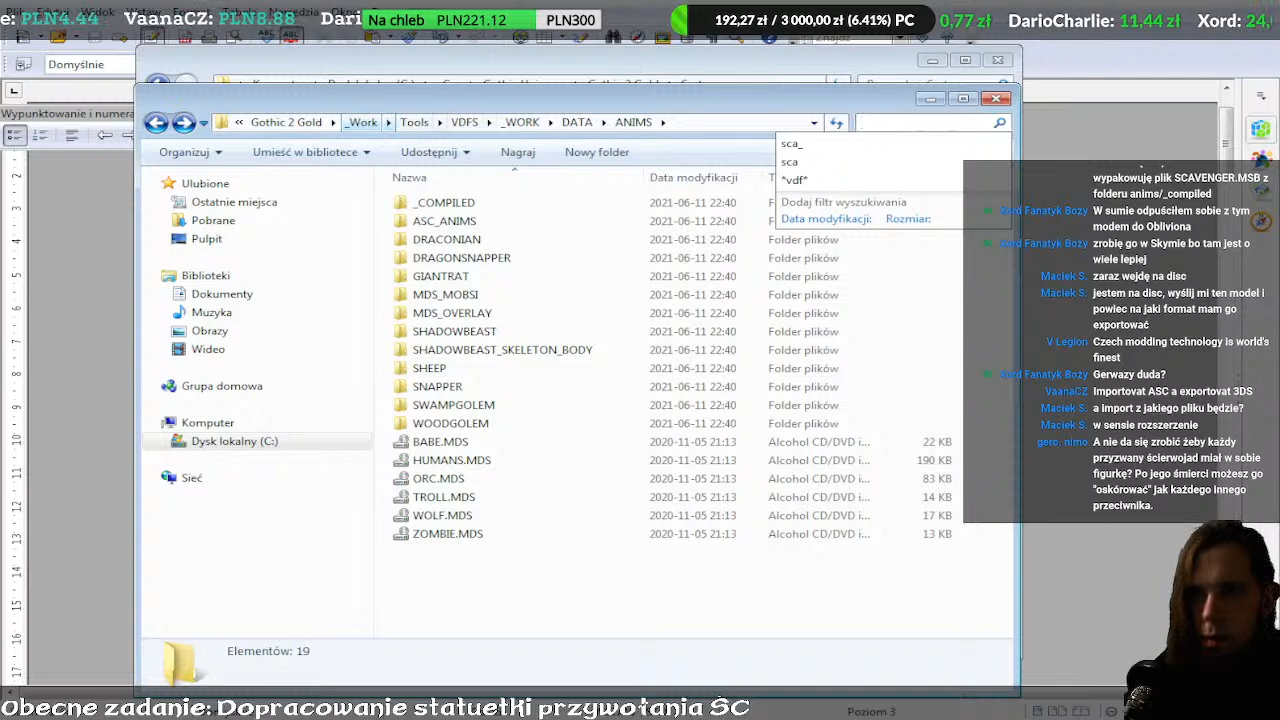 e: PLN4.44 VaanaCZ: PLN8.88 Dari
Na chleb PLN221.12 PLN300
192,27 zł / 3 000,00 zł (6.41%) PC
0,77 zł DarioCharlie: 11,44 zł Xord: 24,
Domyślnie
Wypunktowanie i numera
« Gothic 2 Gold _Work Tools VDFS _WORK DATA ANIMS
Organizuj Umieść w bibliotece Udostępnij Nagraj Nowy folder
sca_
sca
*vdf*
Dodaj filtr wyszukiwania
Data modyfikacji: Rozmiar:
Ulubione
Ostatnie miejsca
Pobrane
Pulpit
Biblioteki
Dokumenty
Muzyka
Obrazy
Wideo
Grupa domowa
Komputer
Dysk lokalny (C:)
Sieć
Nazwa Data modyfikacji
_COMPILED 2021-06-11 22:40
ASC_ANIMS 2021-06-11 22:40
DRACONIAN 2021-06-11 22:40 Folder plików
DRAGONSNAPPER 2021-06-11 22:40 Folder plików
GIANTRAT 2021-06-11 22:40 Folder plików
MDS_MOBSI 2021-06-11 22:40 Folder plików
MDS_OVERLAY 2021-06-11 22:40 Folder plików
SHADOWBEAST 2021-06-11 22:40 Folder plików
SHADOWBEAST_SKELETON_BODY 2021-06-11 22:40 Folder plików
SHEEP 2021-06-11 22:40 Folder plików
SNAPPER 2021-06-11 22:40 Folder plików
SWAMPGOLEM 2021-06-11 22:40 Folder plików
WOODGOLEM 2021-06-11 22:40 Folder plików
BABE.MDS 2020-11-05 21:13 Alcohol CD/DVD i... 22 KB
HUMANS.MDS 2020-11-05 21:13 Alcohol CD/DVD i... 190 KB
ORC.MDS 2020-11-05 21:13 Alcohol CD/DVD i... 83 KB
TROLL.MDS 2020-11-05 21:13 Alcohol CD/DVD i... 14 KB
WOLF.MDS 2020-11-05 21:13 Alcohol CD/DVD i... 17 KB
ZOMBIE.MDS 2020-11-05 21:13 Alcohol CD/DVD i... 13 KB
Elementów: 19
wypakowuję plik SCAVENGER.MSB z
folderu anims/_compiled
Xord Fanatyk Bozy W sumie odpuściłem sobie z tym
modem do Obliviona
Xord Fanatyk Bozy zrobię go w Skymie bo tam jest o
wiele lepiej
Maciek S. zaraz wejdę na disc
Maciek S. jestem na disc, wyślij mi ten model i
powiec na jaki format mam go
exportować
V Legion Czech modding technology is world's
finest
Xord Fanatyk Bozy Gerwazy duda?
VaanaCZ Importovat ASC a exportovat 3DS
Maciek S. a import z jakiego pliku będzie?
Maciek S. w sensie rozszerzenie
gero. nimo A nie da się zrobić żeby każdy
przyzwany ścierwojad miał w sobie
figurkę? Po jego śmierci możesz go
"oskórować" jak każdego innego
przeciwnika.
Obecne zadanie: Dopracowanie statuetki przywołania ŚC
Poziom 3